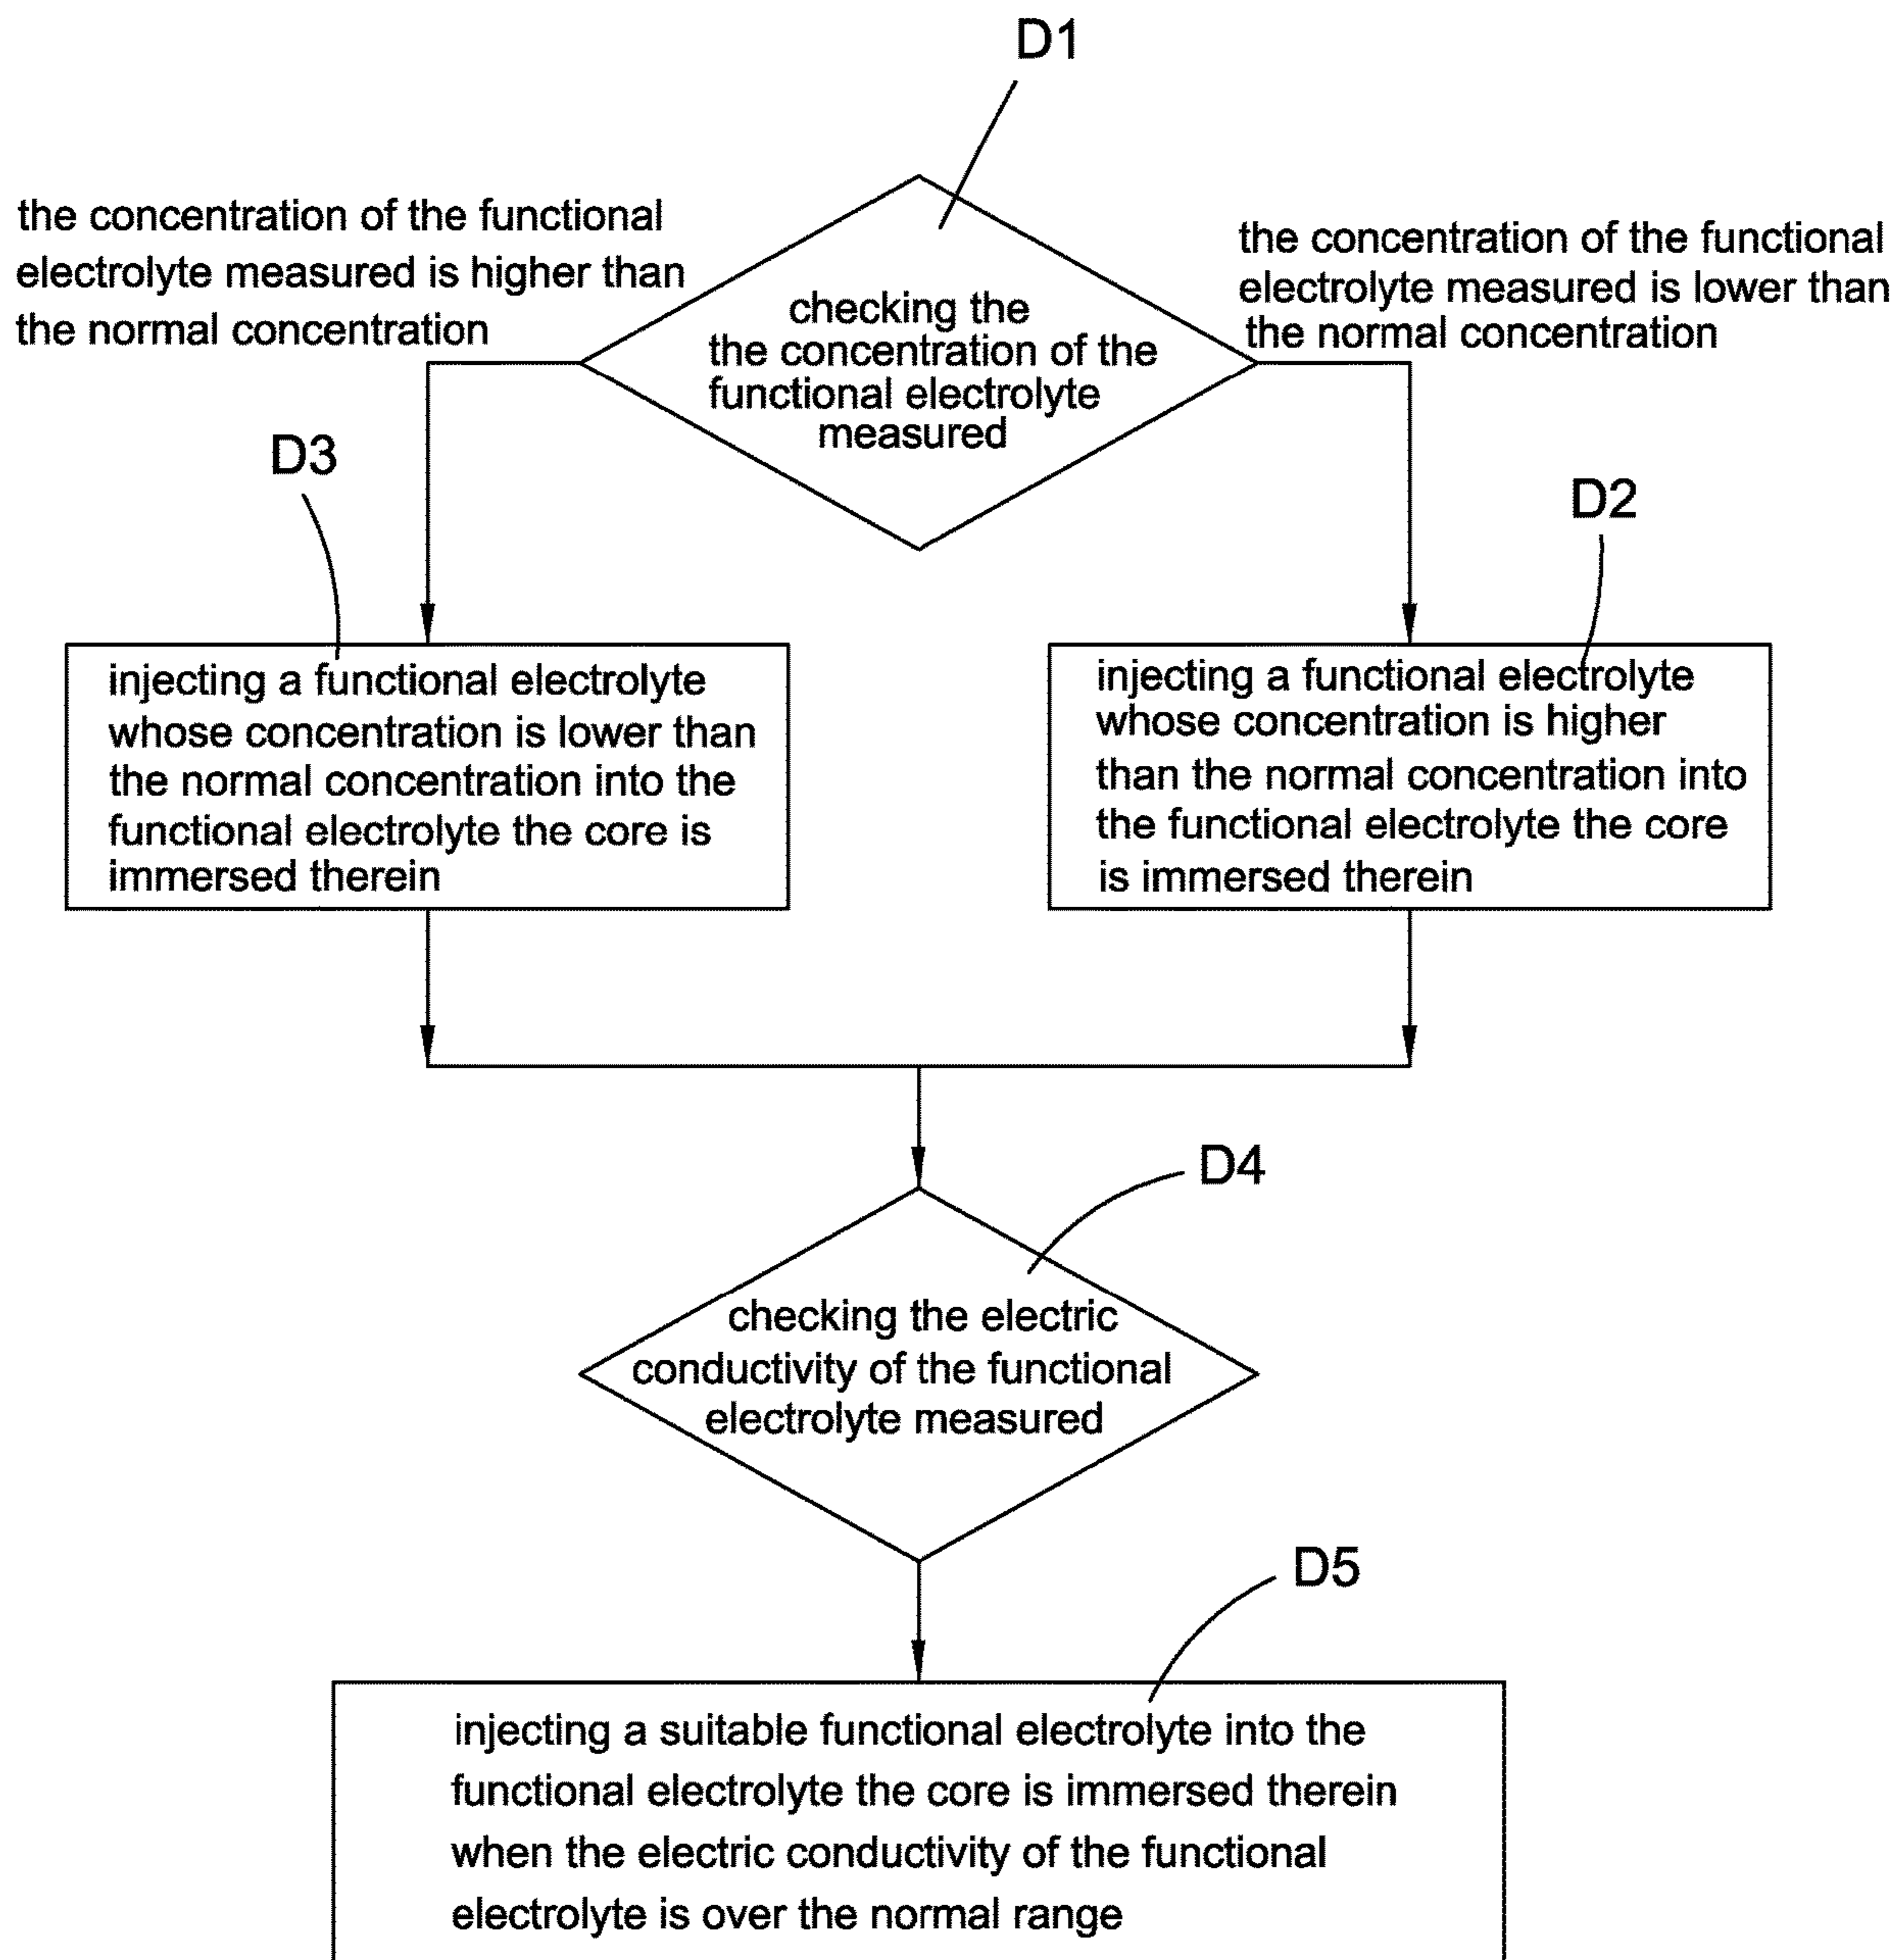 D1
the concentration of the functional
electrolyte measured is higher than
the normal concentration
the concentration of the functional
electrolyte measured is lower than
the normal concentration
checking the
the concentration of the
functional electrolyte
measured
D3
D2
injecting a functional electrolyte
whose concentration is lower than
the normal concentration into the
functional electrolyte the core is
immersed therein
injecting a functional electrolyte
whose concentration is higher
than the normal concentration into
the functional electrolyte the core
is immersed therein
D4
checking the electric
conductivity of the functional
electrolyte measured
D5
injecting a suitable functional electrolyte into the
functional electrolyte the core is immersed therein
when the electric conductivity of the functional
electrolyte is over the normal range